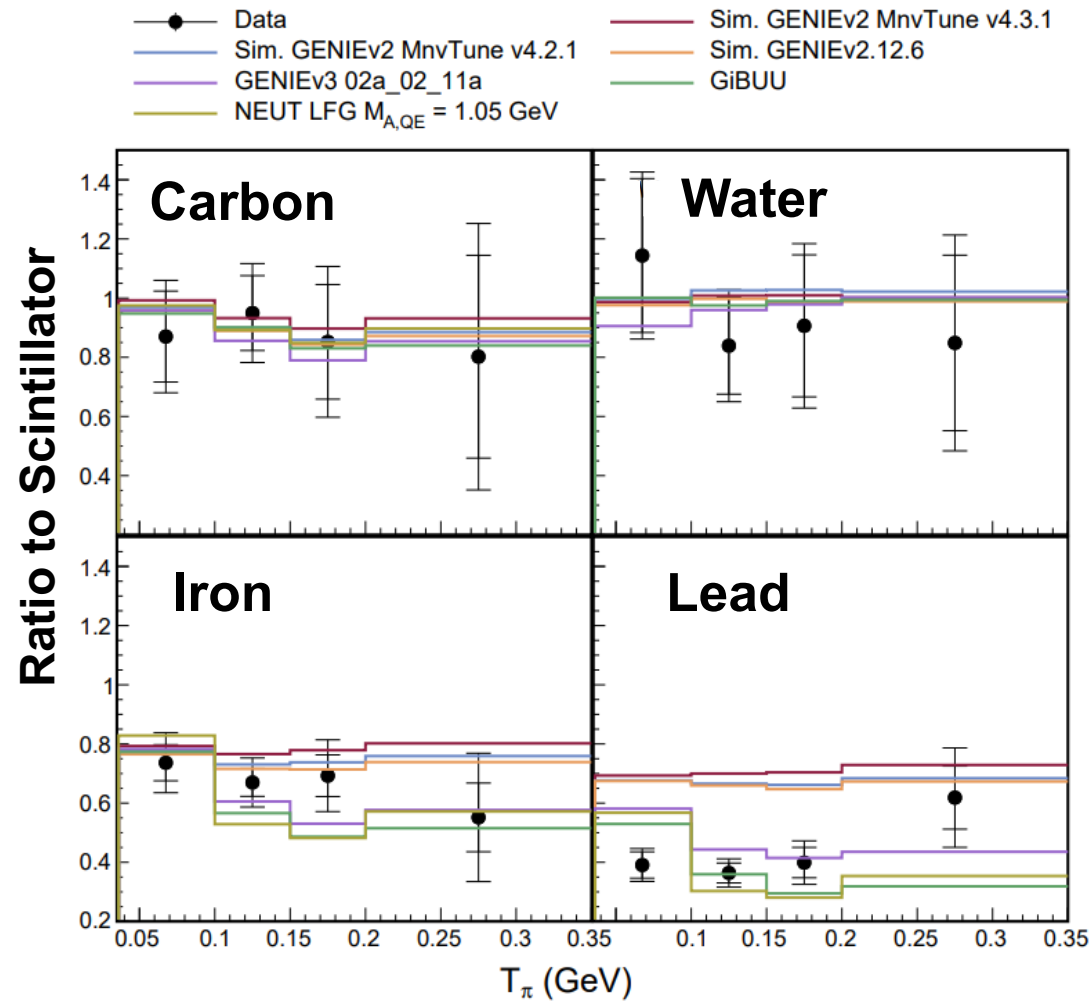 Data
Sim. GENIEv2 MnvTune v4.3.1
Sim. GENIEv2 MnvTune v4.2.1
Sim. GENIEv2.12.6
GENIEv3 02a_02_11a
GiBUU
NEUT LFG M_A,QE = 1.05 GeV
Carbon
Water
1.4
1.2
1
0.8
0.6
0.4
Iron
Lead
1.4
1.2
1
0.8
0.6
0.4
0.2
Ratio to Scintillator
0.05 0.1 0.15 0.2 0.25 0.3 0.35 0.1 0.15 0.2 0.25 0.3 0.35
T_π (GeV)